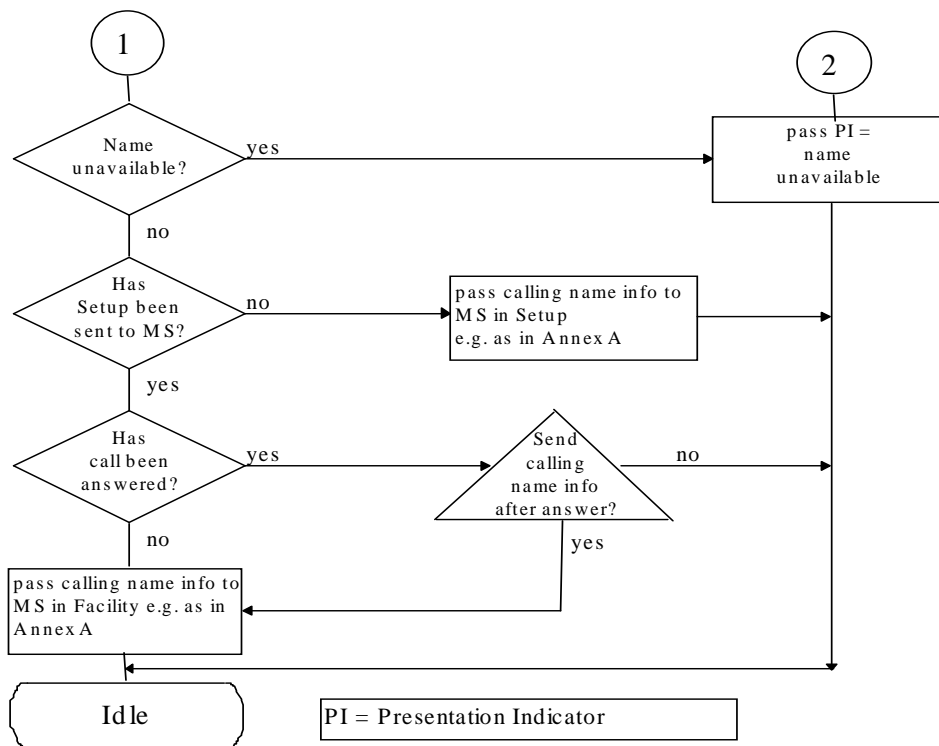 1
2
Name
unavailable?
yes
pass PI =
name
unavailable
no
Has
Setup been
sent to MS?
no
pass calling name info to
MS in Setup
e.g. as in Annex A
yes
Has
call been
answered?
yes
Send
calling
name info
after answer?
no
no
yes
pass calling name info to
MS in Facility e.g. as in
Annex A
Idle
PI = Presentation Indicator